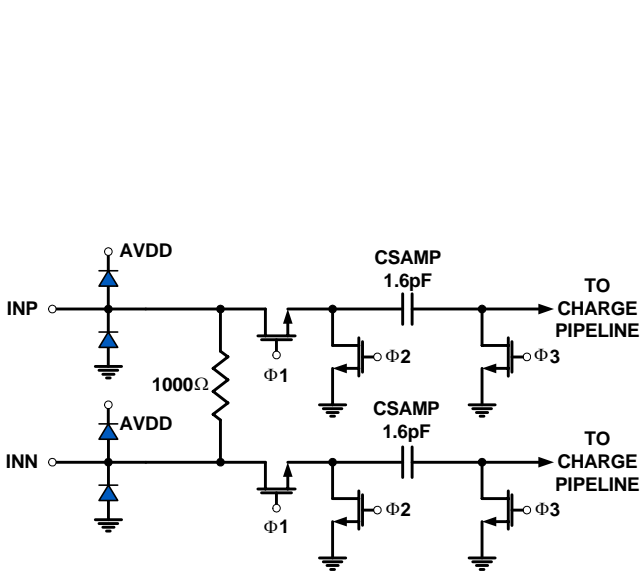 AVDD
CSAMP
1.6pF
INP
TO
CHARGE
PIPELINE
Φ1
Φ2
Φ3
1000Ω
AVDD
CSAMP
1.6pF
INN
TO
CHARGE
PIPELINE
Φ1
Φ2
Φ3